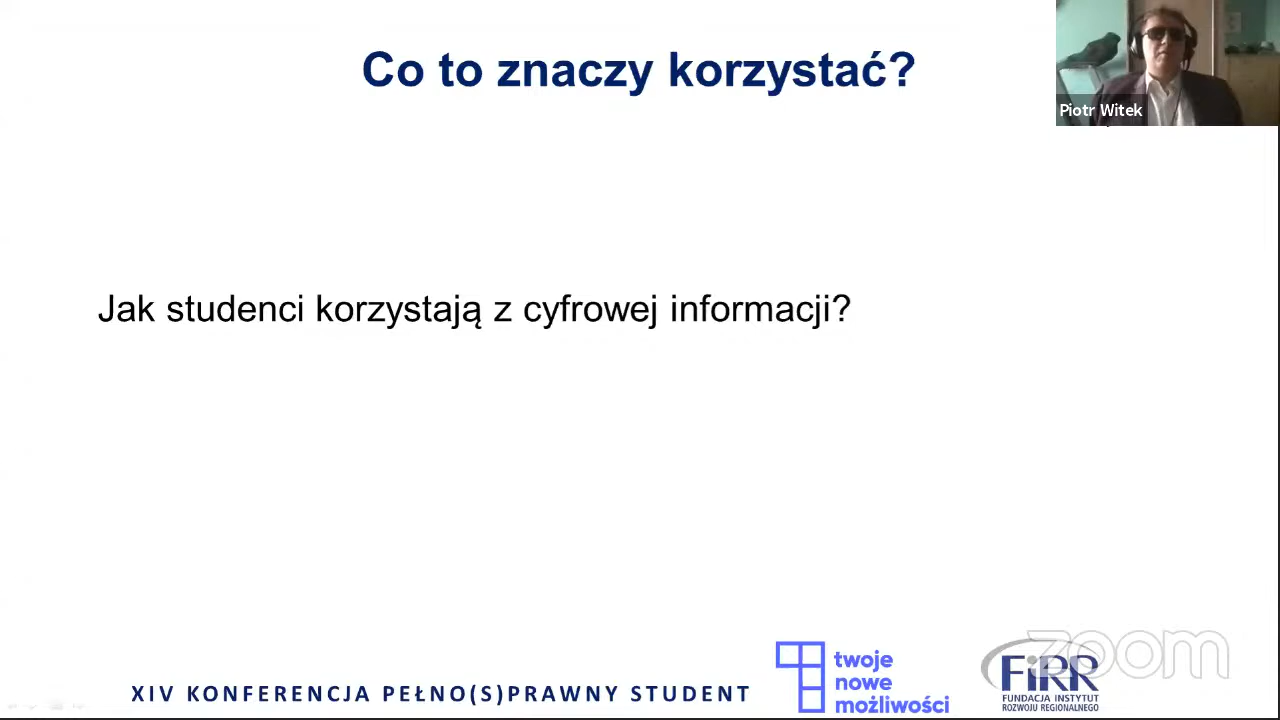 Co to znaczy korzystać?
Piotr Witek
Jak studenci korzystają z cyfrowej informacji?
XIV KONFERENCJA PEŁNO(S)PRAWNY STUDENT
twoje
nowe
możliwości
FiRR
FUNDACJA INSTYTUT
ROZWOJU REGIONALNEGO
zoom